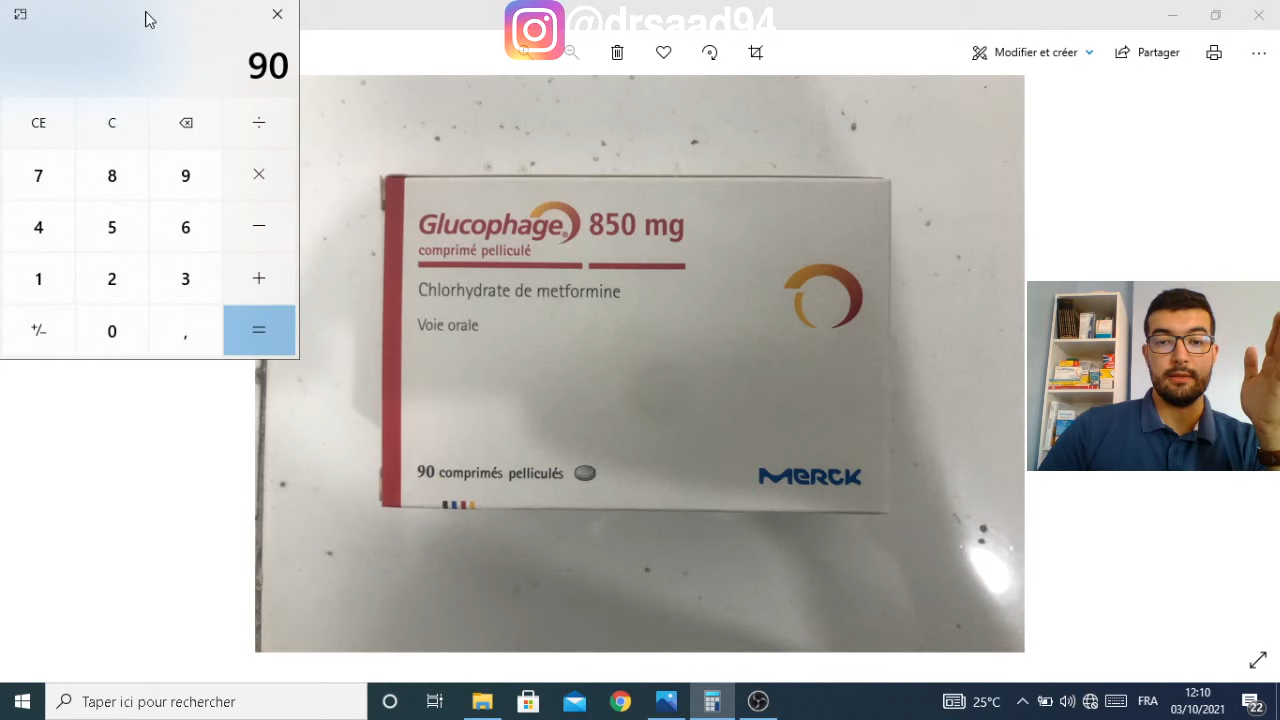 @drsaad94
90
CE
C
÷
7
8
9
×
4
5
6
−
1
2
3
+
+/−
0
,
=
Modifier et créer
Partager
Glucophage® 850 mg
comprimé pelliculé
Chlorhydrate de metformine
Voie orale
90 comprimés pelliculés
MERCK
Taper ici pour rechercher
25°C
FRA
12:10
03/10/2021
22